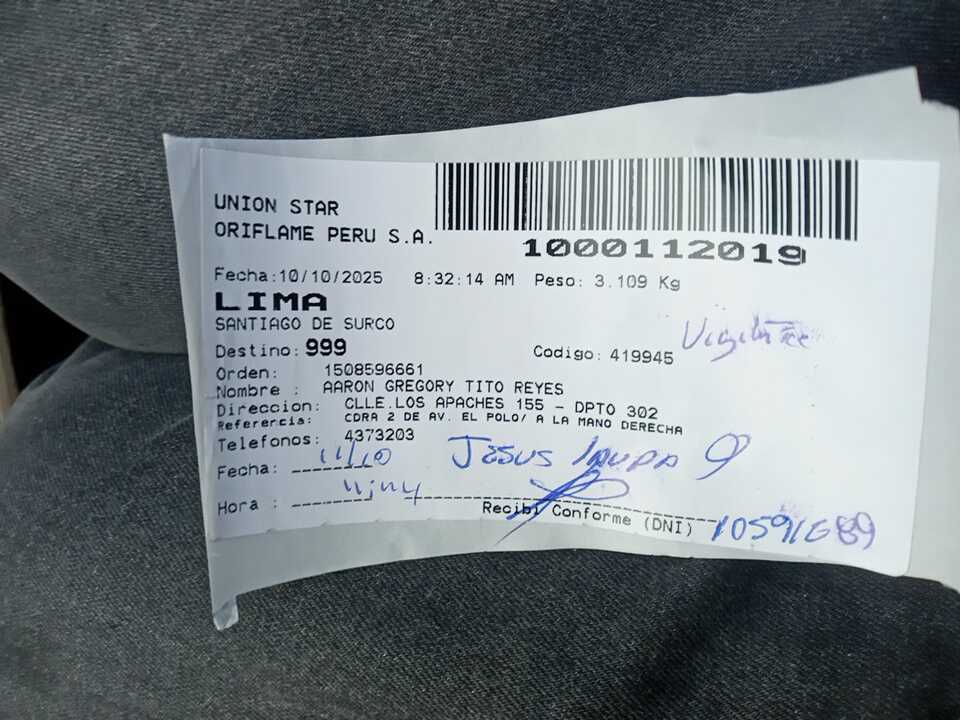 UNION STAR
ORIFLAME PERU S.A.
1000112019
Fecha:10/10/2025 8:32:14 AM Peso: 3.109 Kg
LIMA
SANTIAGO DE SURCO
Destino: 999 Codigo: 419945
Orden: 1508596661
Nombre : AARON GREGORY TITO REYES
Direccion: CLLE.LOS APACHES 155 - DPTO 302
Referencia: CDRA 2 DE AV. EL POLO/ A LA MANO DERECHA
Telefonos: 4373203
Fecha: 11/10 JESUS
Hora :
Recibi Conforme (DNI)